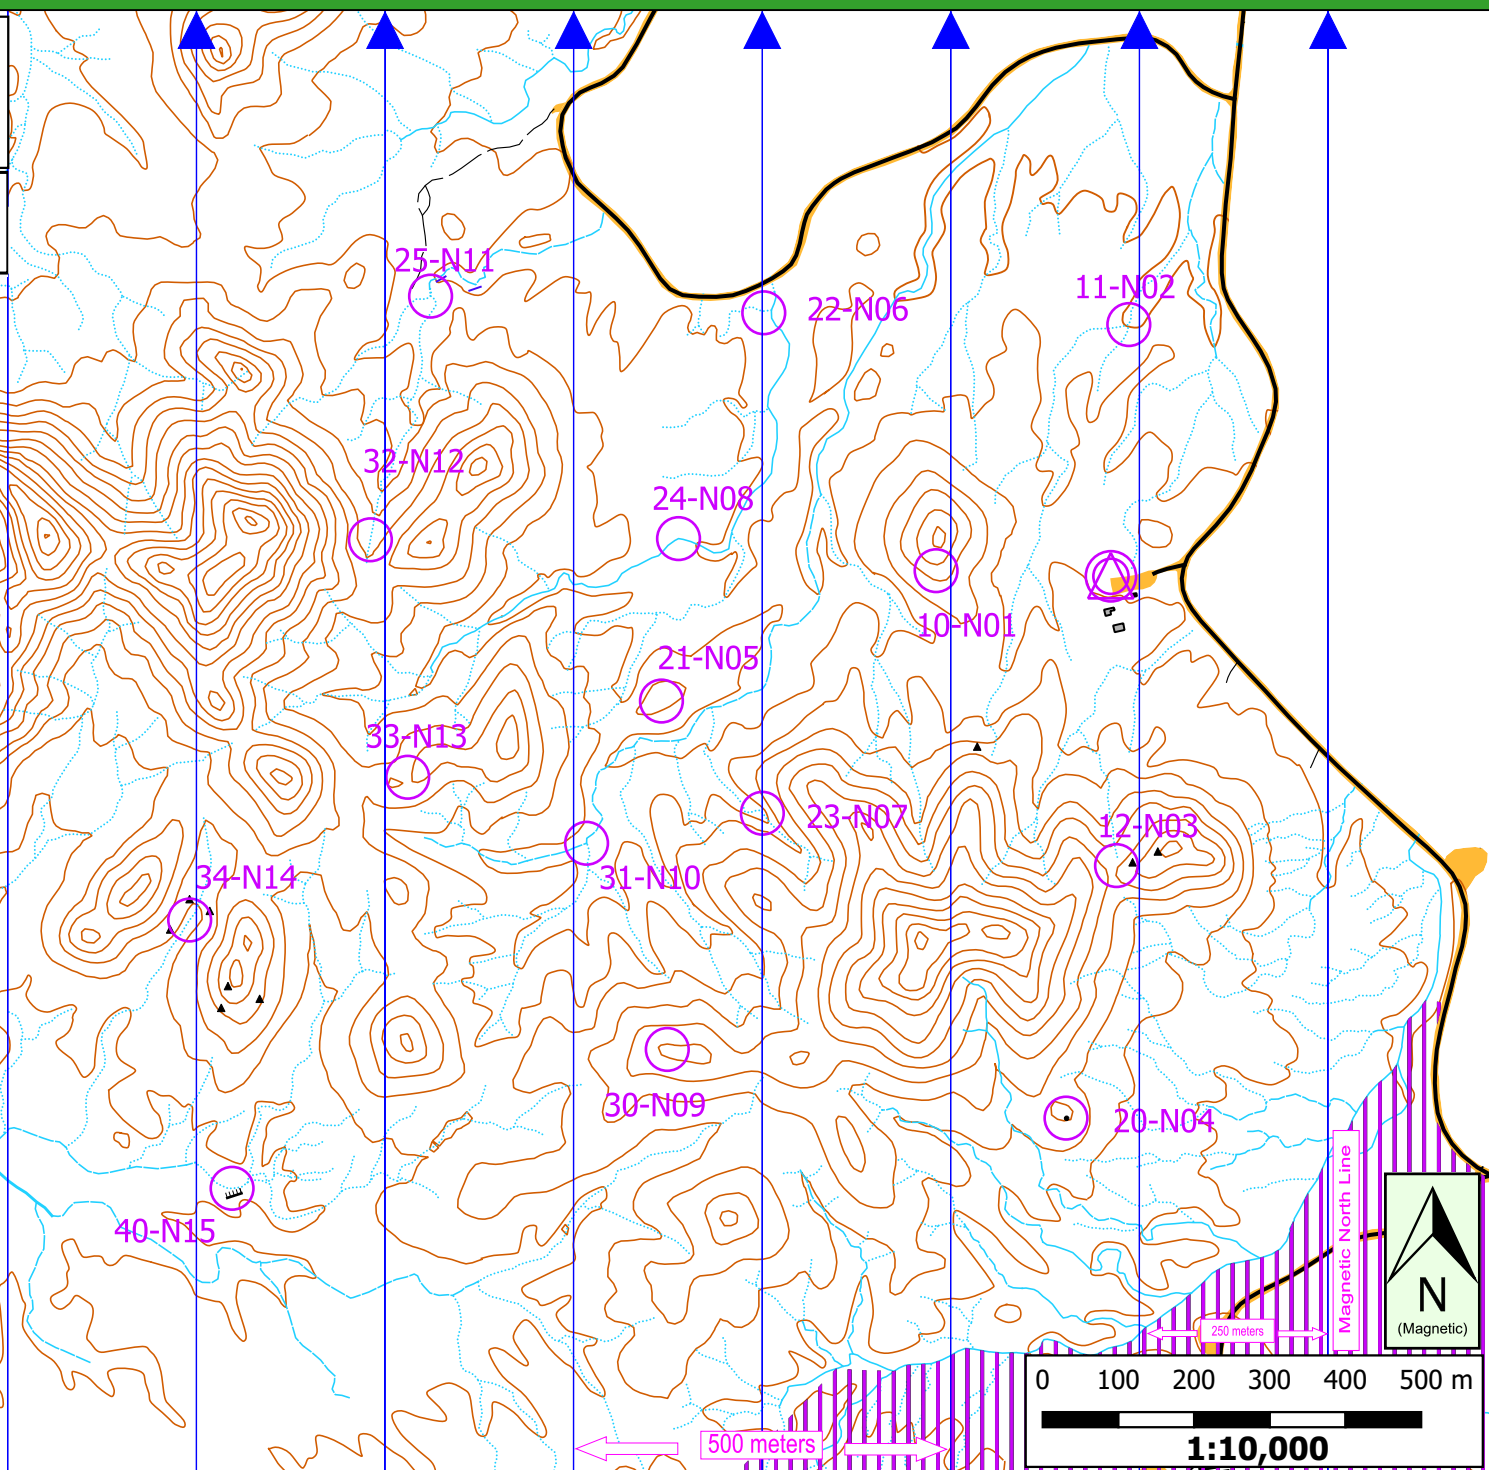 25-N11
11-N02
22-N06
32-N12
24-N08
10-N01
21-N05
33-N13
23-N07
12-N03
34-N14
31-N10
30-N09
20-N04
40-N15
Magnetic North Line
250 meters
N
(Magnetic)
0 100 200 300 400 500 m
1:10,000
500 meters